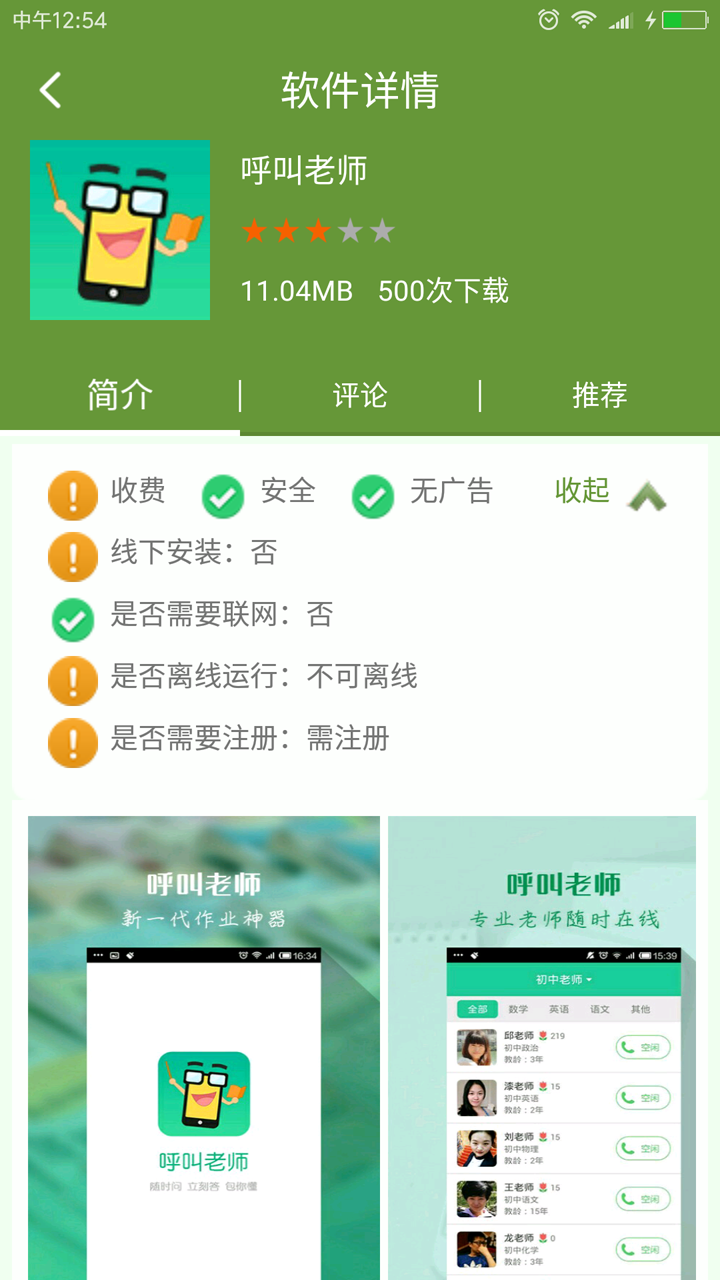 中午12:54
软件详情
呼叫老师
11.04MB 500次下载
简介 | 评论 | 推荐
收费 安全 无广告 收起
线下安装：否
是否需要联网：否
是否离线运行：不可离线
是否需要注册：需注册
呼叫老师
新一代作业神器
16:34
呼叫老师
随时问 立刻答 包你懂
呼叫老师
专业老师随时在线
15:39
初中老师
全部 数学 英语 语文 其他
邱老师 219
初中政治
教龄：3年
空闲
漆老师 15
初中英语
教龄：2年
空闲
刘老师 15
初中物理
教龄：2年
空闲
王老师 15
初中语文
教龄：15年
空闲
龙老师 0
初中化学
教龄：3年
空闲